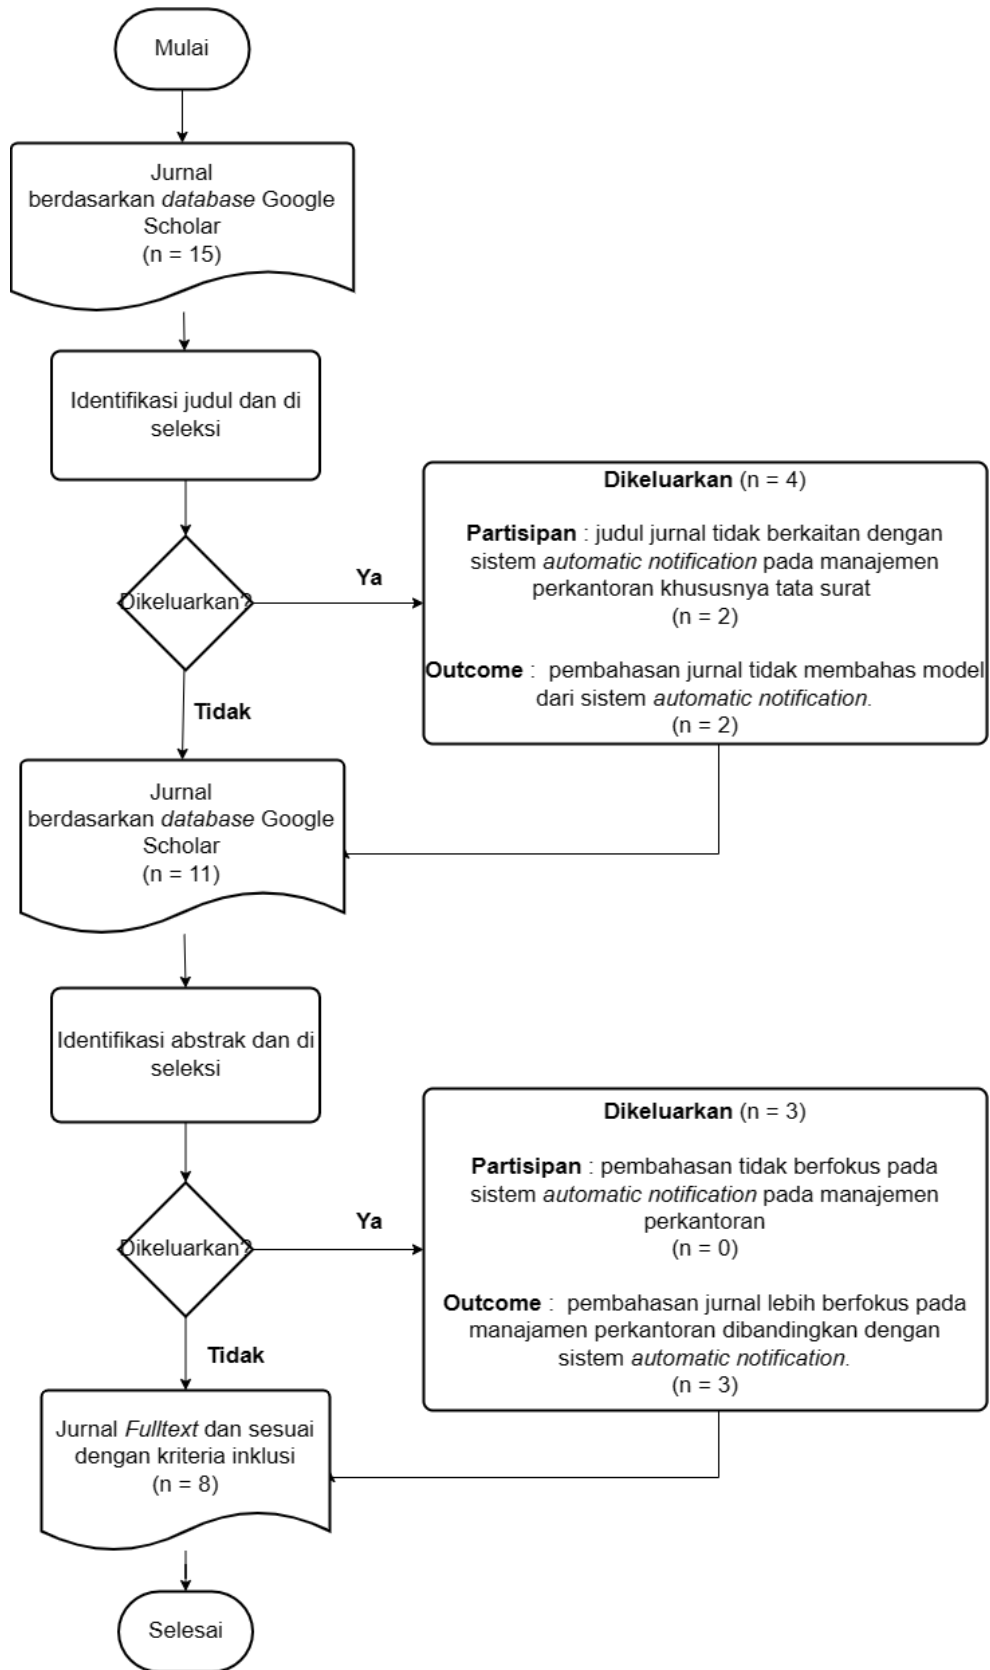 Mulai
Jurnal
berdasarkan database Google
Scholar
(n = 15)
Identifikasi judul dan di
seleksi
Dikeluarkan?
Ya
Dikeluarkan (n = 4)
Partisipan : judul jurnal tidak berkaitan dengan
sistem automatic notification pada manajemen
perkantoran khususnya tata surat
(n = 2)
Outcome :  pembahasan jurnal tidak membahas model
dari sistem automatic notification.
(n = 2)
Tidak
Jurnal
berdasarkan database Google
Scholar
(n = 11)
Identifikasi abstrak dan di
seleksi
Dikeluarkan?
Ya
Dikeluarkan (n = 3)
Partisipan : pembahasan tidak berfokus pada
sistem automatic notification pada manajemen
perkantoran
(n = 0)
Outcome :  pembahasan jurnal lebih berfokus pada
manajamen perkantoran dibandingkan dengan
sistem automatic notification.
(n = 3)
Tidak
Jurnal Fulltext dan sesuai
dengan kriteria inklusi
(n = 8)
Selesai